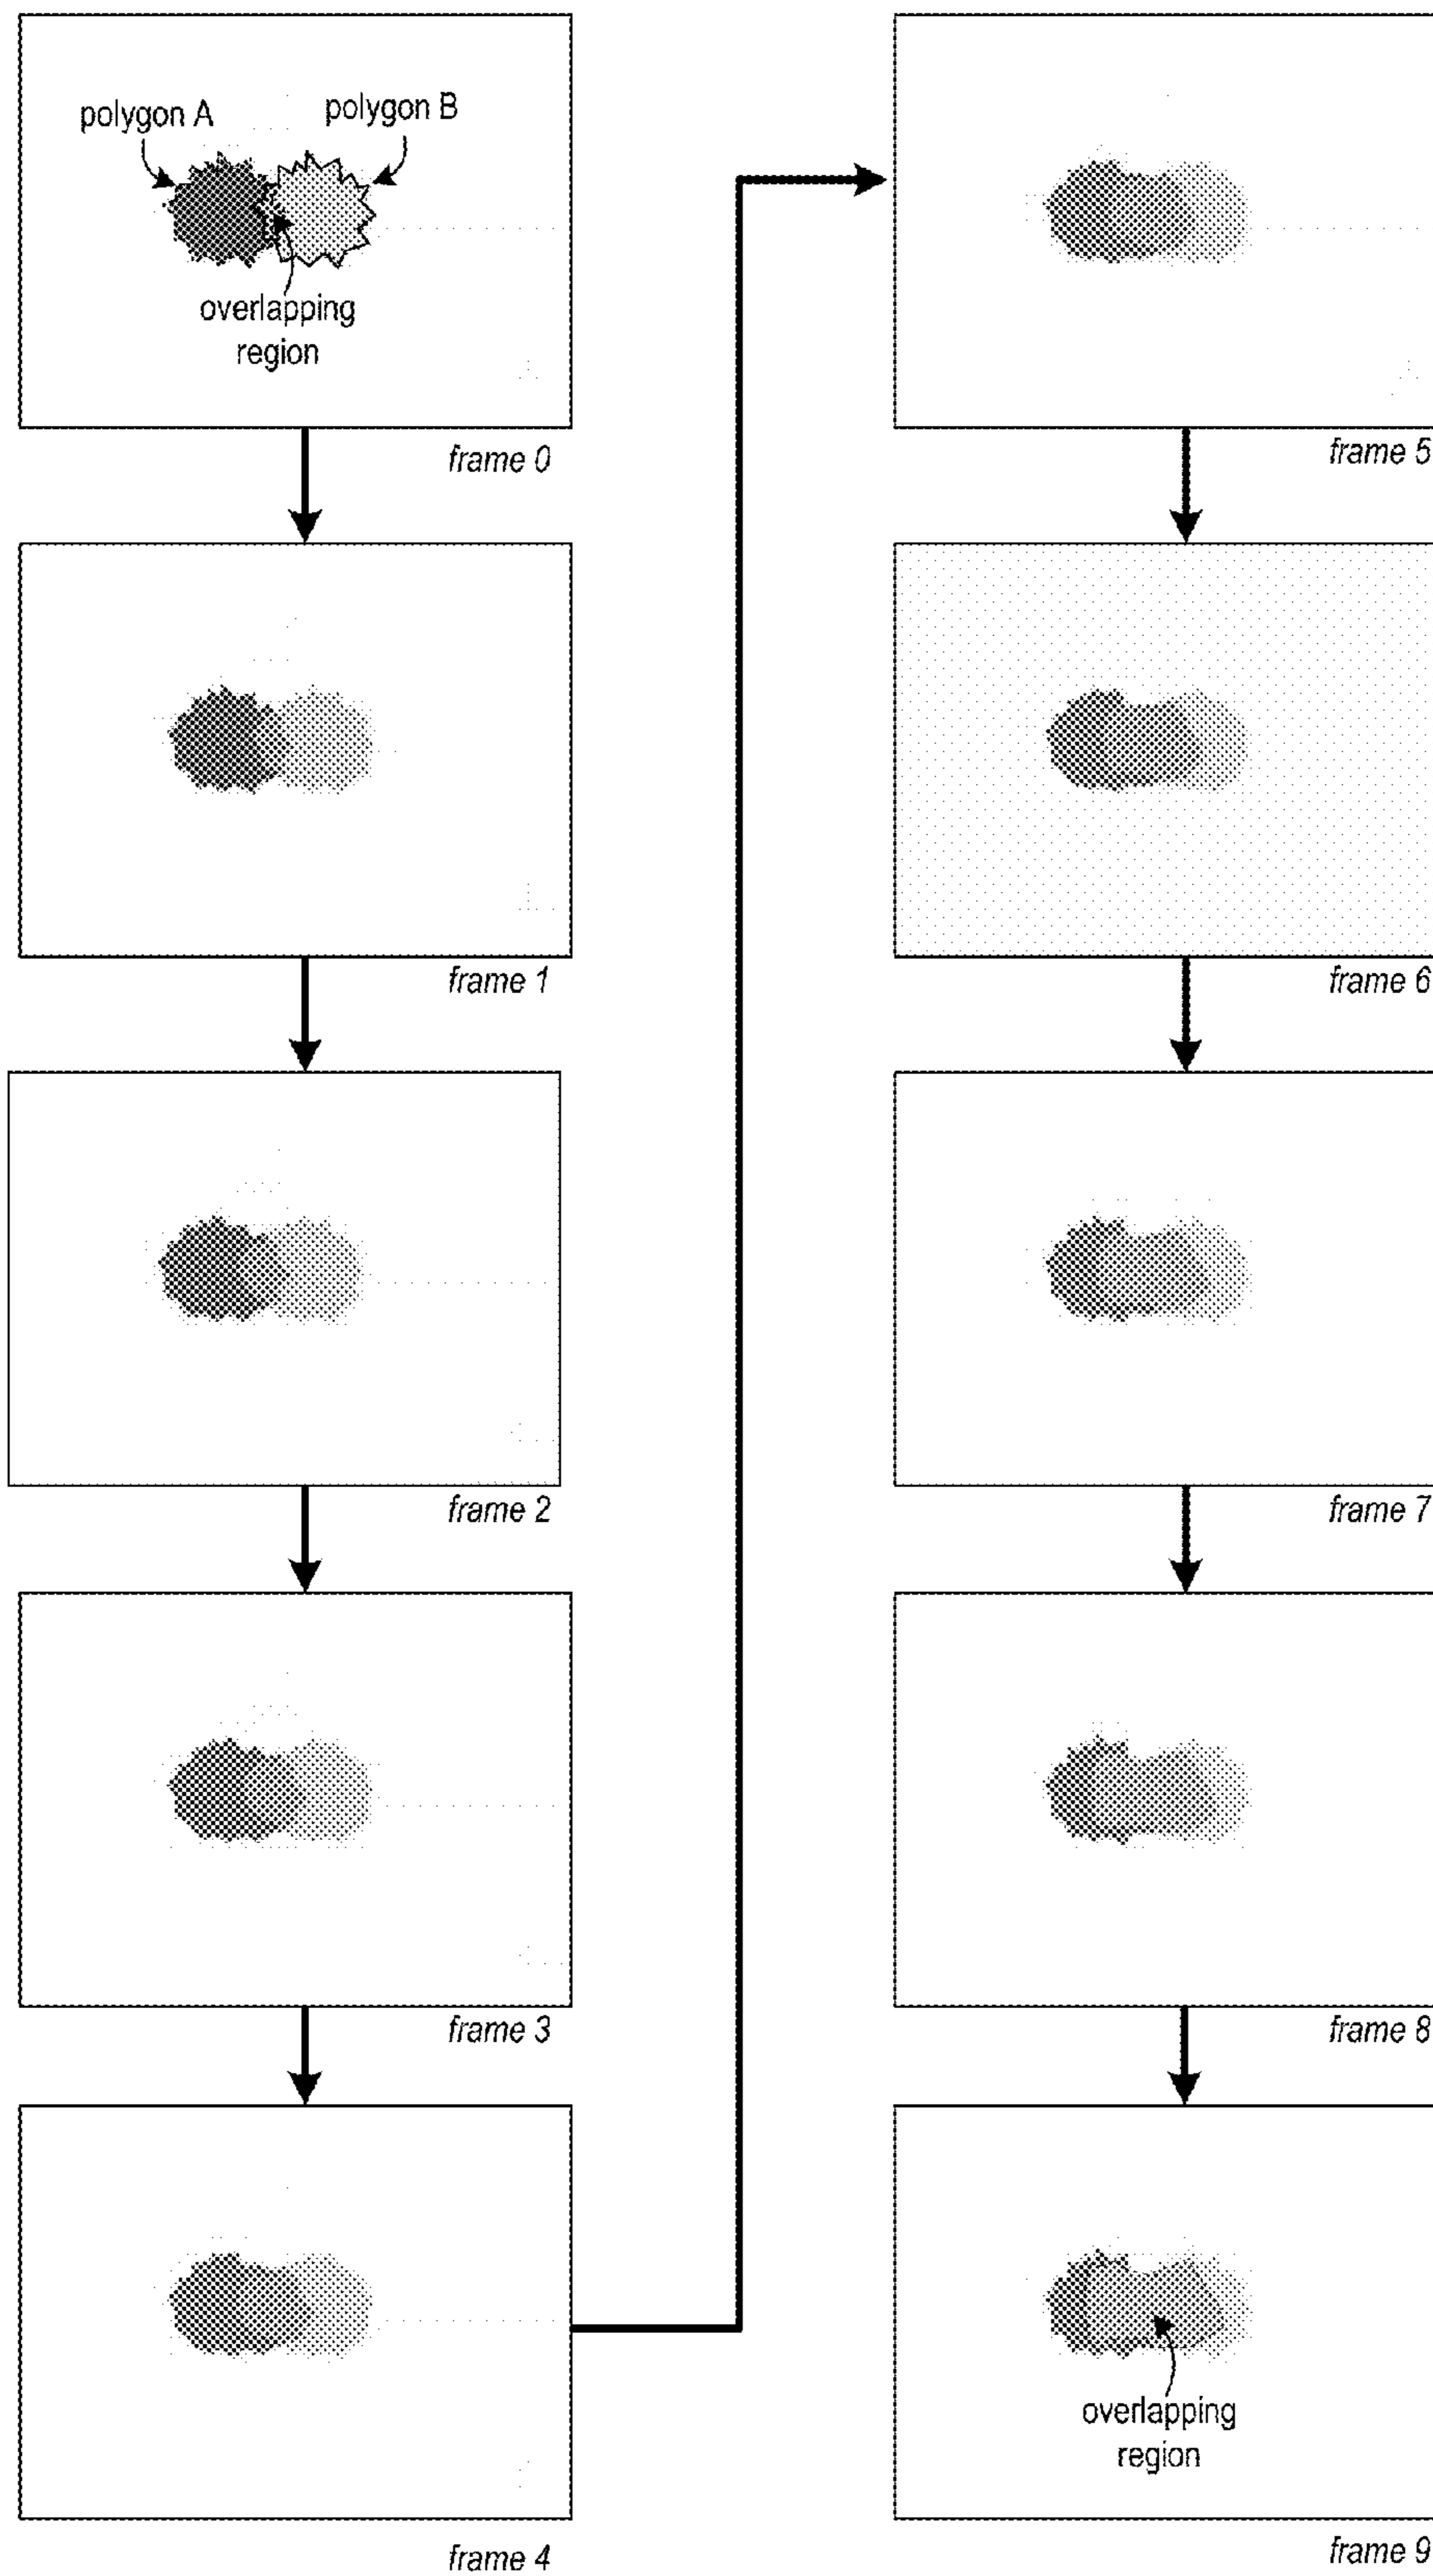 polygon A
polygon B
overlapping
region
frame 0
frame 1
frame 2
frame 3
frame 4
frame 5
frame 6
frame 7
frame 8
overlapping
region
frame 9